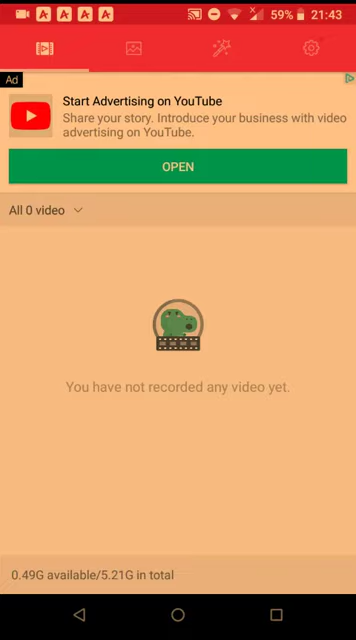 59% 21:43
Ad
Start Advertising on YouTube
Share your story. Introduce your business with video
advertising on YouTube.
OPEN
All 0 video
You have not recorded any video yet.
0.49G available/5.21G in total